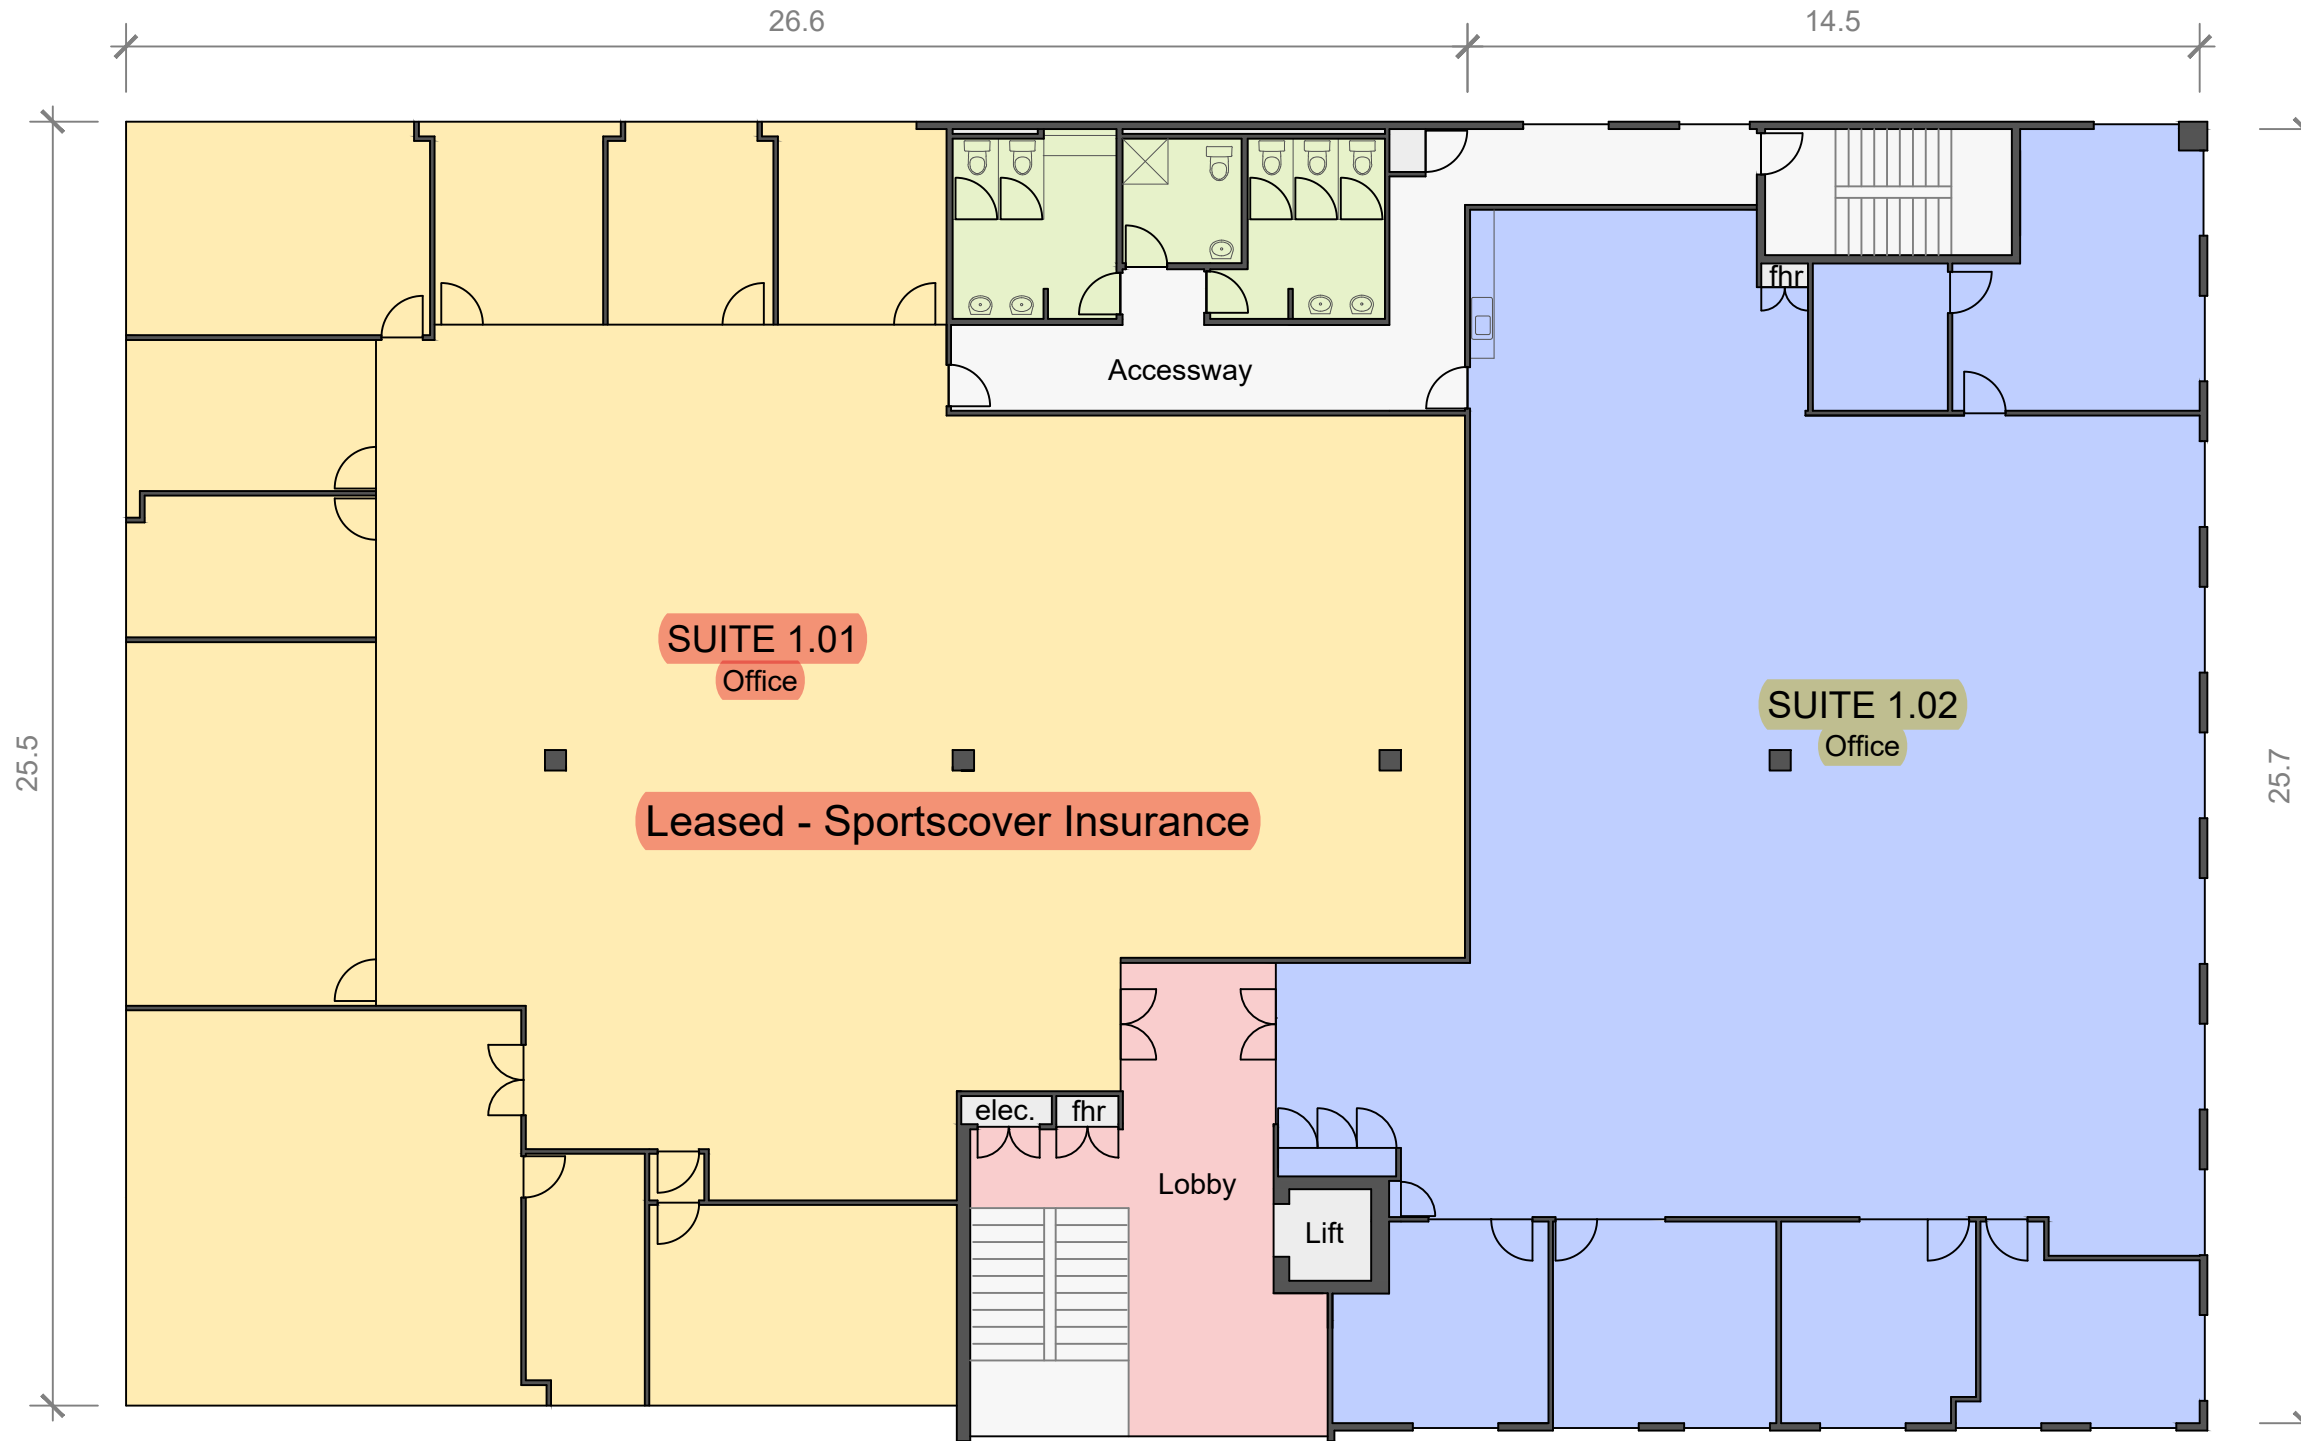 26.6
14.5
fhr
Accessway
SUITE 1.01
Office
SUITE 1.02
Office
25.5
25.7
Leased - Sportscover Insurance
elec.
fhr
Lobby
Lift